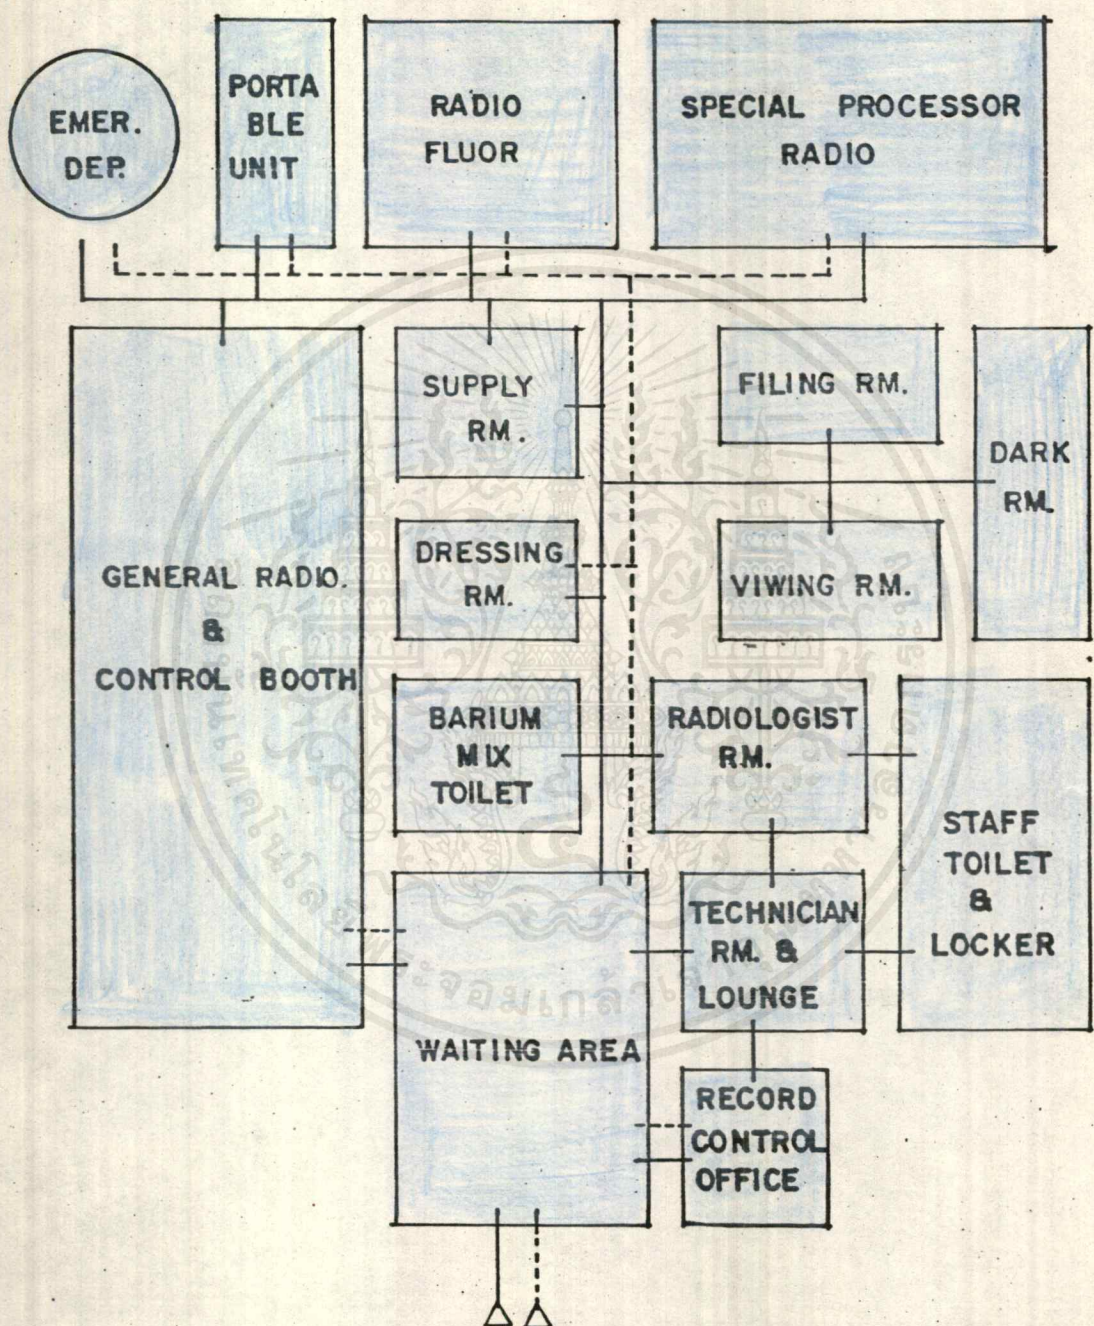 EMER.
DEP.
PORTA
BLE
UNIT
RADIO
FLUOR
SPECIAL PROCESSOR
RADIO
SUPPLY
RM.
FILING RM.
DARK
RM.
GENERAL RADIO.
&
CONTROL BOOTH
DRESSING
RM.
VIWING RM.
BARIUM
MIX
TOILET
RADIOLOGIST
RM.
STAFF
TOILET
&
LOCKER
TECHNICIAN
RM. &
LOUNGE
WAITING AREA
RECORD
CONTROL
OFFICE